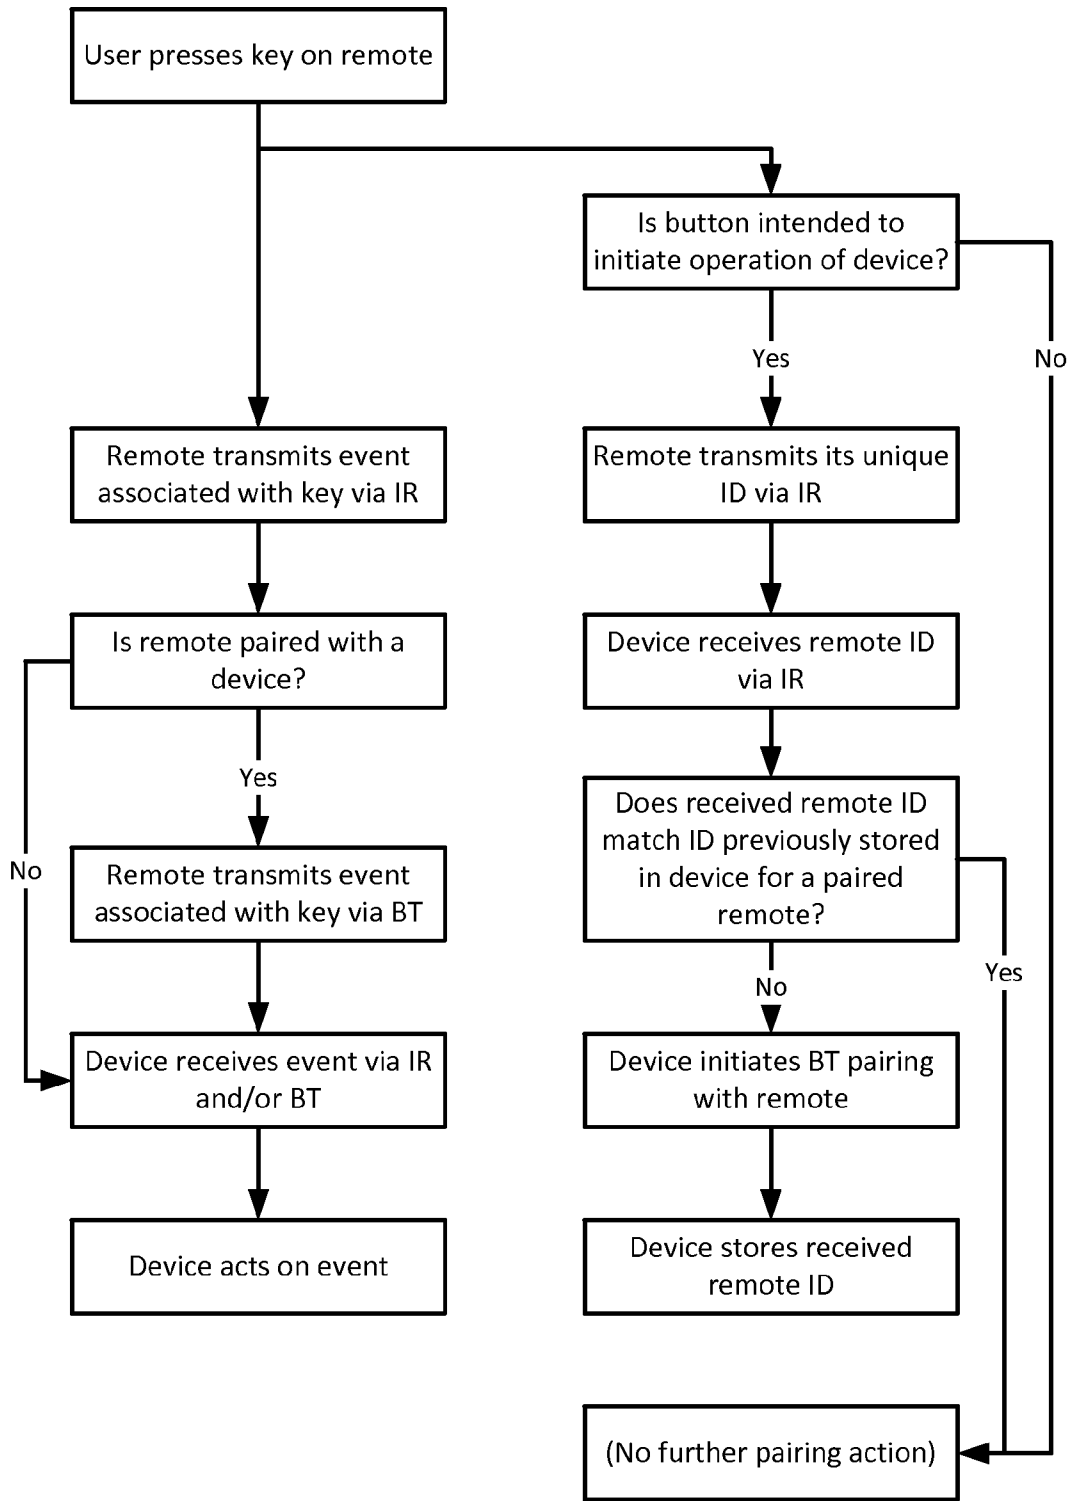 User presses key on remote
Is button intended to
initiate operation of device?
Yes
No
Remote transmits event
associated with key via IR
Remote transmits its unique
ID via IR
Is remote paired with a
device?
Device receives remote ID
via IR
Yes
No
Does received remote ID
match ID previously stored
in device for a paired
remote?
Remote transmits event
associated with key via BT
Yes
No
Device receives event via IR
and/or BT
Device initiates BT pairing
with remote
Device acts on event
Device stores received
remote ID
(No further pairing action)